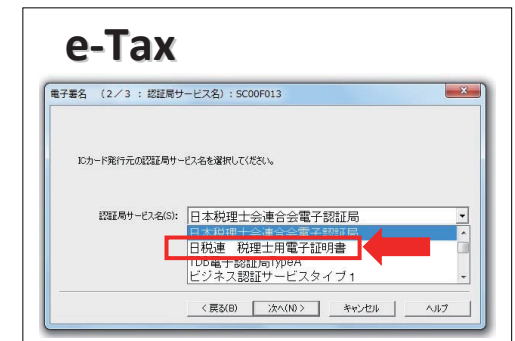 e-Tax
電子署名 （2／3 : 認証局サービス名）: SC00F013
ICカード発行元の認証局サービス名を選択してください。
認証局サービス名(S): 日本税理士会連合会電子認証局
日本税理士会連合会電子認証局
日税連　税理士用電子証明書
TDB電子認証局TypeA
ビジネス認証サービスタイプ1
< 戻る(B) 次へ(N) > キャンセル ヘルプ